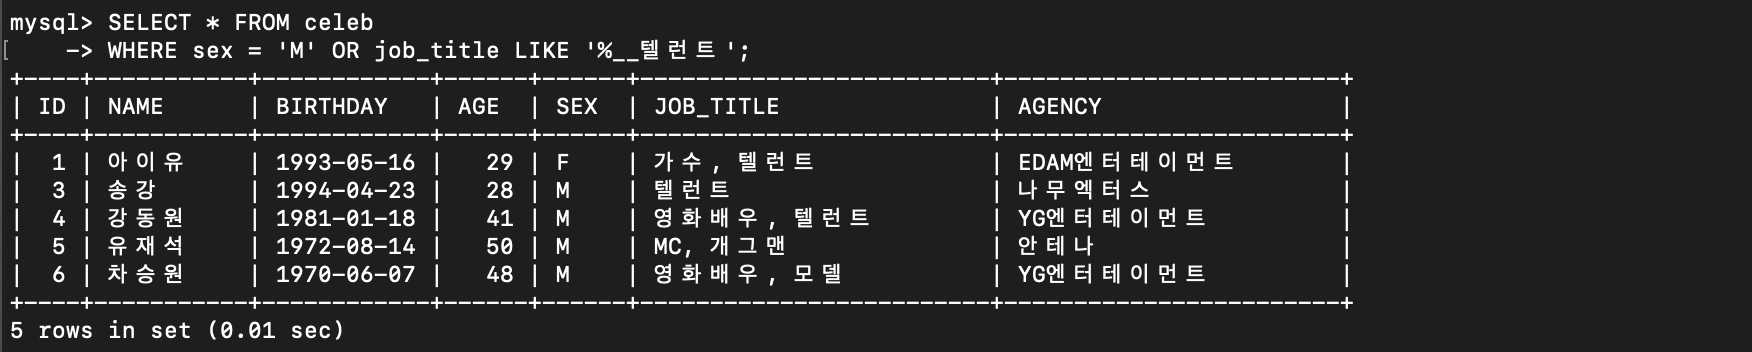 mysql> SELECT * FROM celeb
    -> WHERE sex = 'M' OR job_title LIKE '%__텔런트';
+----+-----------+------------+------+------+-------------------------+------------------------+
| ID | NAME      | BIRTHDAY   | AGE  | SEX  | JOB_TITLE               | AGENCY                 |
+----+-----------+------------+------+------+-------------------------+------------------------+
|  1 | 아이유    | 1993-05-16 |   29 | F    | 가수, 텔런트            | EDAM엔터테이먼트       |
|  3 | 송강      | 1994-04-23 |   28 | M    | 텔런트                  | 나무엑터스             |
|  4 | 강동원    | 1981-01-18 |   41 | M    | 영화배우, 텔런트        | YG엔터테이먼트         |
|  5 | 유재석    | 1972-08-14 |   50 | M    | MC, 개그맨              | 안테나                 |
|  6 | 차승원    | 1970-06-07 |   48 | M    | 영화배우, 모델          | YG엔터테이먼트         |
+----+-----------+------------+------+------+-------------------------+------------------------+
5 rows in set (0.01 sec)